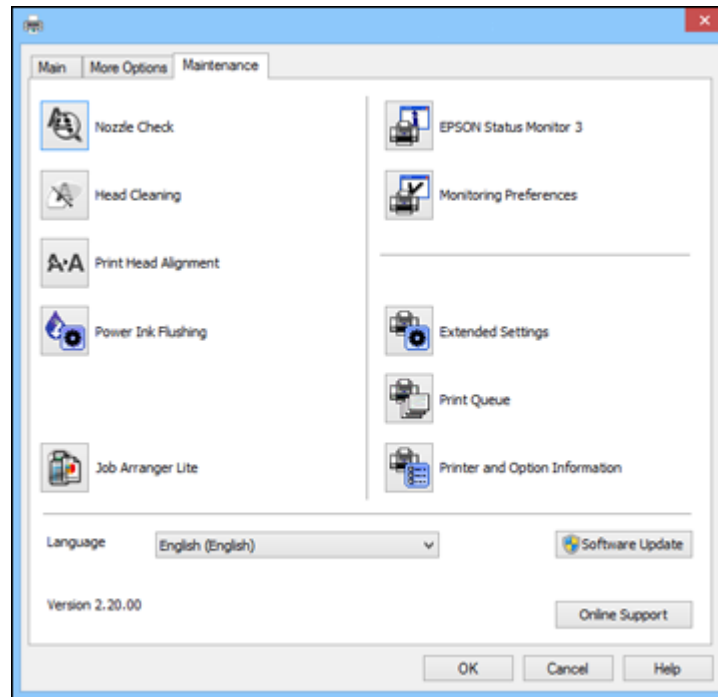 Main
More Options
Maintenance
Nozzle Check
Head Cleaning
Print Head Alignment
Power Ink Flushing
Job Arranger Lite
EPSON Status Monitor 3
Monitoring Preferences
Extended Settings
Print Queue
Printer and Option Information
Language
English (English)
Software Update
Version 2.20.00
Online Support
OK
Cancel
Help